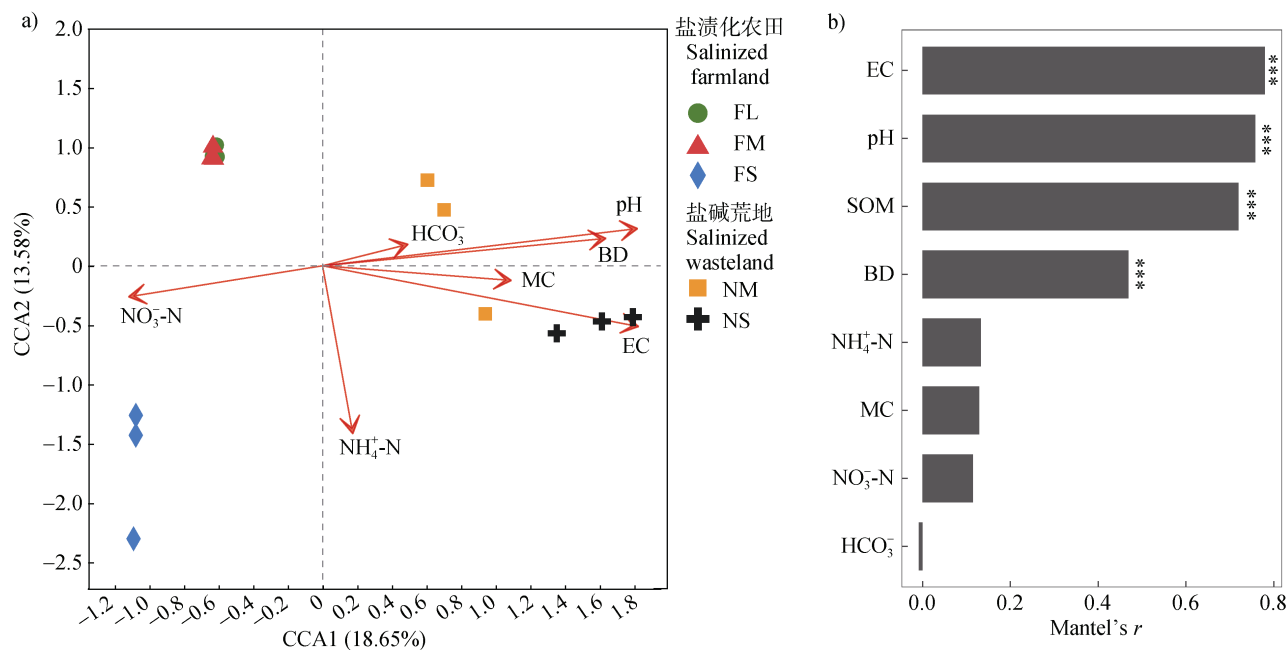 a)
2.0
1.5
1.0
0.5
0
−0.5
−1.0
−1.5
−2.0
−2.5
CCA2 (13.58%)
−1.2
−1.0
−0.8
−0.6
−0.4
−0.2
0
0.2
0.4
0.6
0.8
1.0
1.2
1.4
1.6
1.8
CCA1 (18.65%)
pH
HCO₃⁻
BD
MC
NO₃⁻-N
EC
NH₄⁺-N
盐渍化农田
Salinized
farmland
FL
FM
FS
盐碱荒地
Salinized
wasteland
NM
NS
b)
EC
***
pH
***
SOM
***
BD
***
NH₄⁺-N
MC
NO₃⁻-N
HCO₃⁻
0.0
0.2
0.4
0.6
0.8
Mantel's r